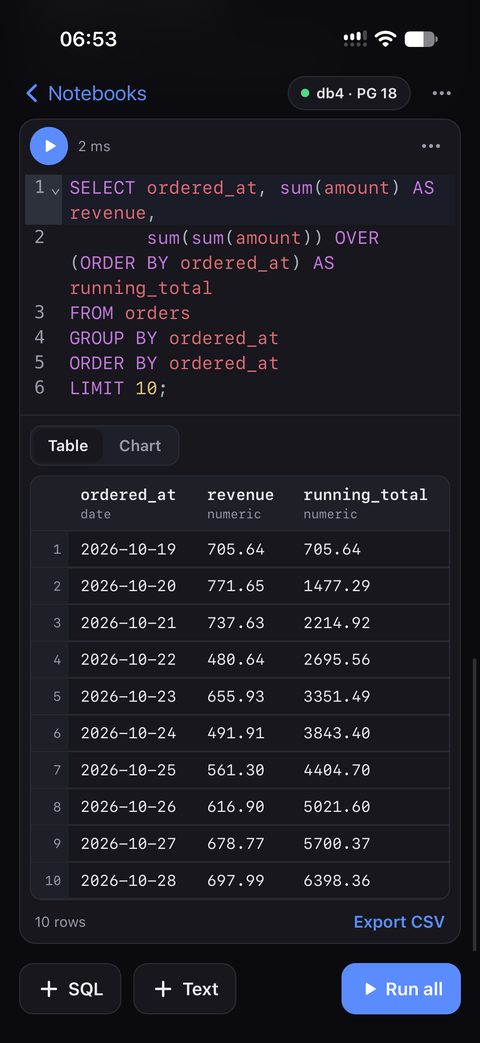 06:53
Notebooks
db4 · PG 18
2 ms
1 SELECT ordered_at, sum(amount) AS
revenue,
2 sum(sum(amount)) OVER
(ORDER BY ordered_at) AS
running_total
3 FROM orders
4 GROUP BY ordered_at
5 ORDER BY ordered_at
6 LIMIT 10;
Table Chart
ordered_at revenue running_total
date numeric numeric
1 2026-10-19 705.64 705.64
2 2026-10-20 771.65 1477.29
3 2026-10-21 737.63 2214.92
4 2026-10-22 480.64 2695.56
5 2026-10-23 655.93 3351.49
6 2026-10-24 491.91 3843.40
7 2026-10-25 561.30 4404.70
8 2026-10-26 616.90 5021.60
9 2026-10-27 678.77 5700.37
10 2026-10-28 697.99 6398.36
10 rows Export CSV
+ SQL + Text Run all